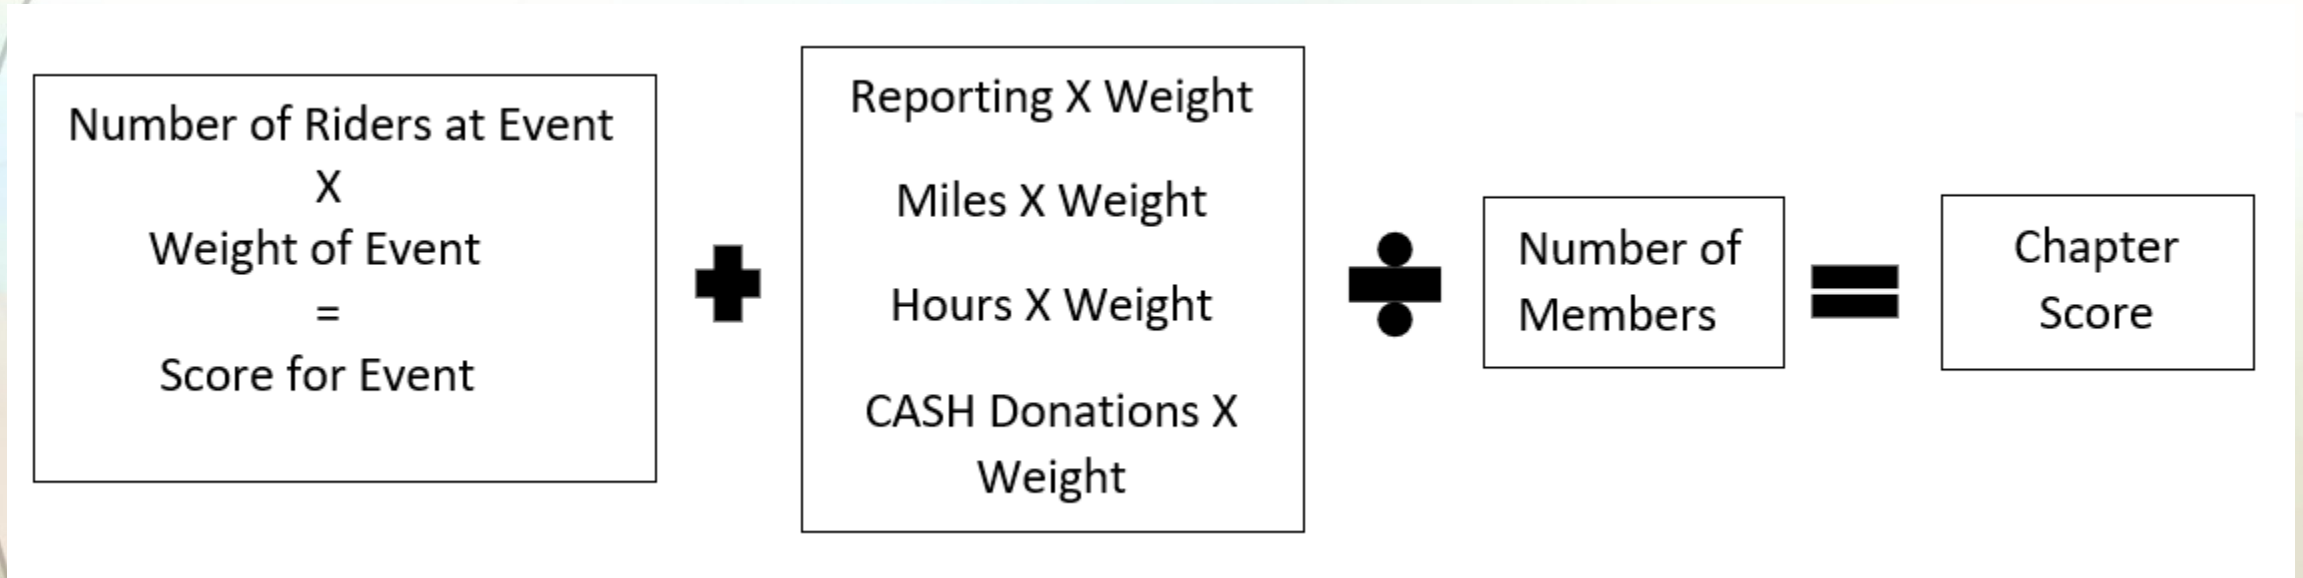 Number of Riders at Event
X
Weight of Event
=
Score for Event
Reporting X Weight
Miles X Weight
Hours X Weight
CASH Donations X
Weight
Number of
Members
Chapter
Score